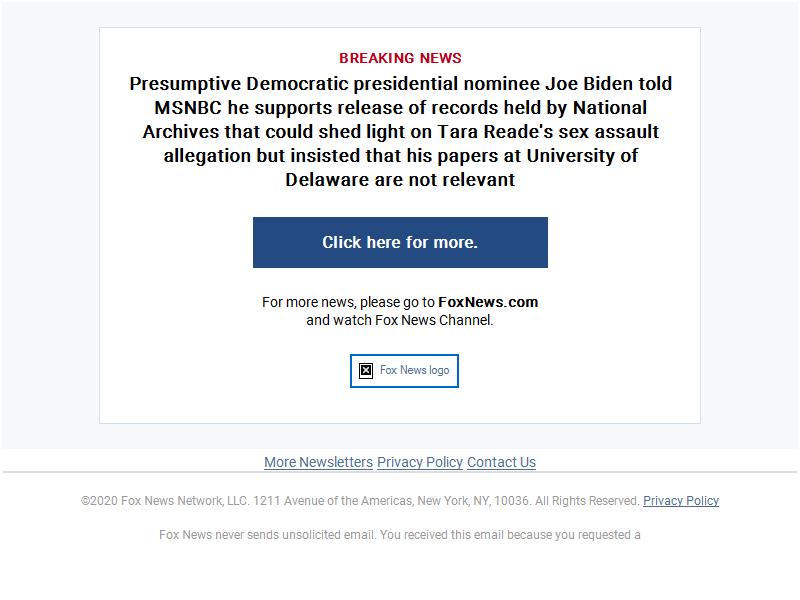 BREAKING NEWS
Presumptive Democratic presidential nominee Joe Biden told
MSNBC he supports release of records held by National
Archives that could shed light on Tara Reade's sex assault
allegation but insisted that his papers at University of
Delaware are not relevant
Click here for more.
For more news, please go to FoxNews.com
and watch Fox News Channel.
Fox News logo
More Newsletters Privacy Policy Contact Us
©2020 Fox News Network, LLC. 1211 Avenue of the Americas, New York, NY, 10036. All Rights Reserved. Privacy Policy
Fox News never sends unsolicited email. You received this email because you requested a